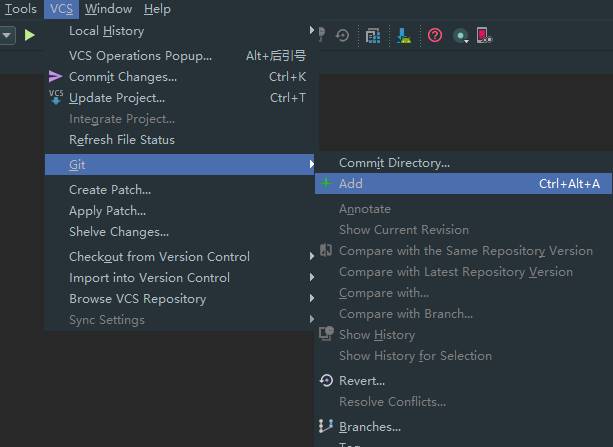 Tools VCS Window Help
Local History
VCS Operations Popup... Alt+后引号
Commit Changes... Ctrl+K
VCS Update Project... Ctrl+T
Integrate Project...
Refresh File Status
Git
Create Patch...
Apply Patch...
Shelve Changes...
Checkout from Version Control
Import into Version Control
Browse VCS Repository
Sync Settings
Commit Directory...
Add Ctrl+Alt+A
Annotate
Show Current Revision
Compare with the Same Repository Version
Compare with Latest Repository Version
Compare with...
Compare with Branch...
Show History
Show History for Selection
Revert...
Resolve Conflicts...
Branches...